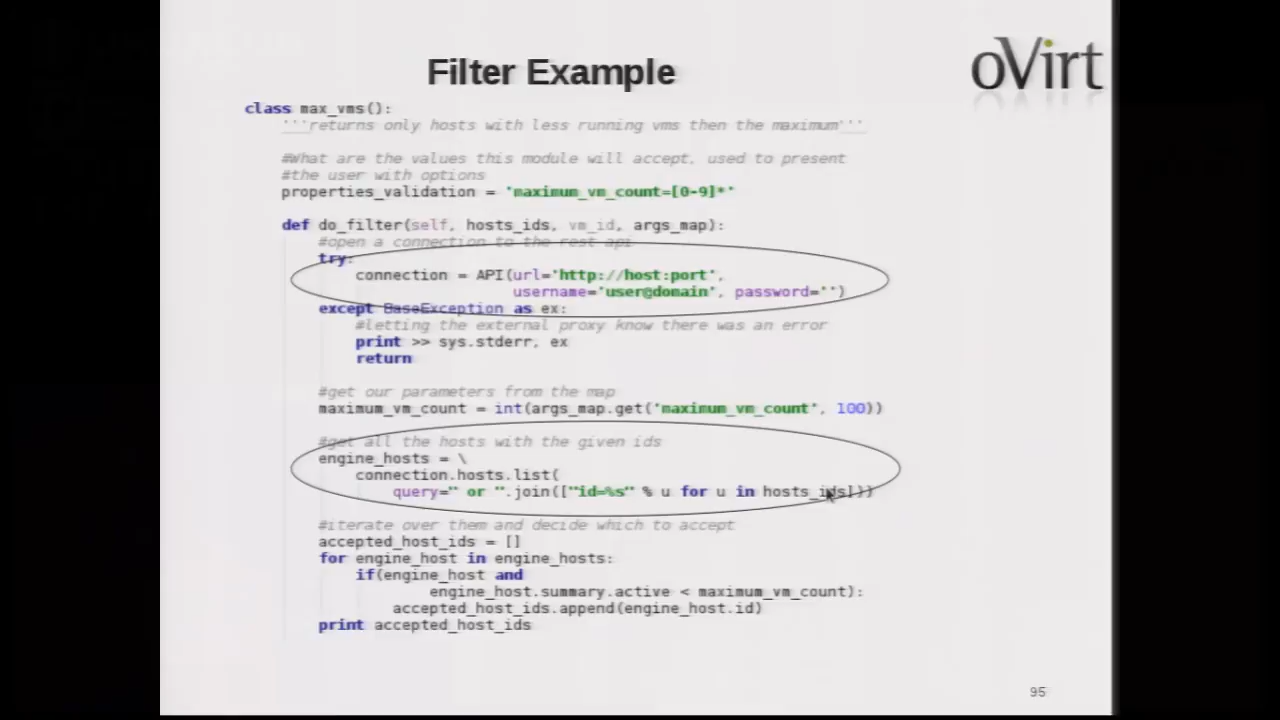 Filter Example
oVirt
class max_vms():
'''returns only hosts with less running vms then the maximum'''
#What are the values this module will accept, used to present
#the user with options
properties_validation = 'maximum_vm_count=[0-9]*'
def do_filter(self, hosts_ids, vm_id, args_map):
#open a connection to the rest api
try:
connection = API(url='http://host:port',
username='user@domain', password='')
except BaseException as ex:
#letting the external proxy know there was an error
print >> sys.stderr, ex
return
#get our parameters from the map
maximum_vm_count = int(args_map.get('maximum_vm_count', 100))
#get all the hosts with the given ids
engine_hosts = \
connection.hosts.list(
query=" or ".join(["id=%s" % u for u in hosts_ids]))
#iterate over them and decide which to accept
accepted_host_ids = []
for engine_host in engine_hosts:
if(engine_host and
engine_host.summary.active < maximum_vm_count):
accepted_host_ids.append(engine_host.id)
print accepted_host_ids
95